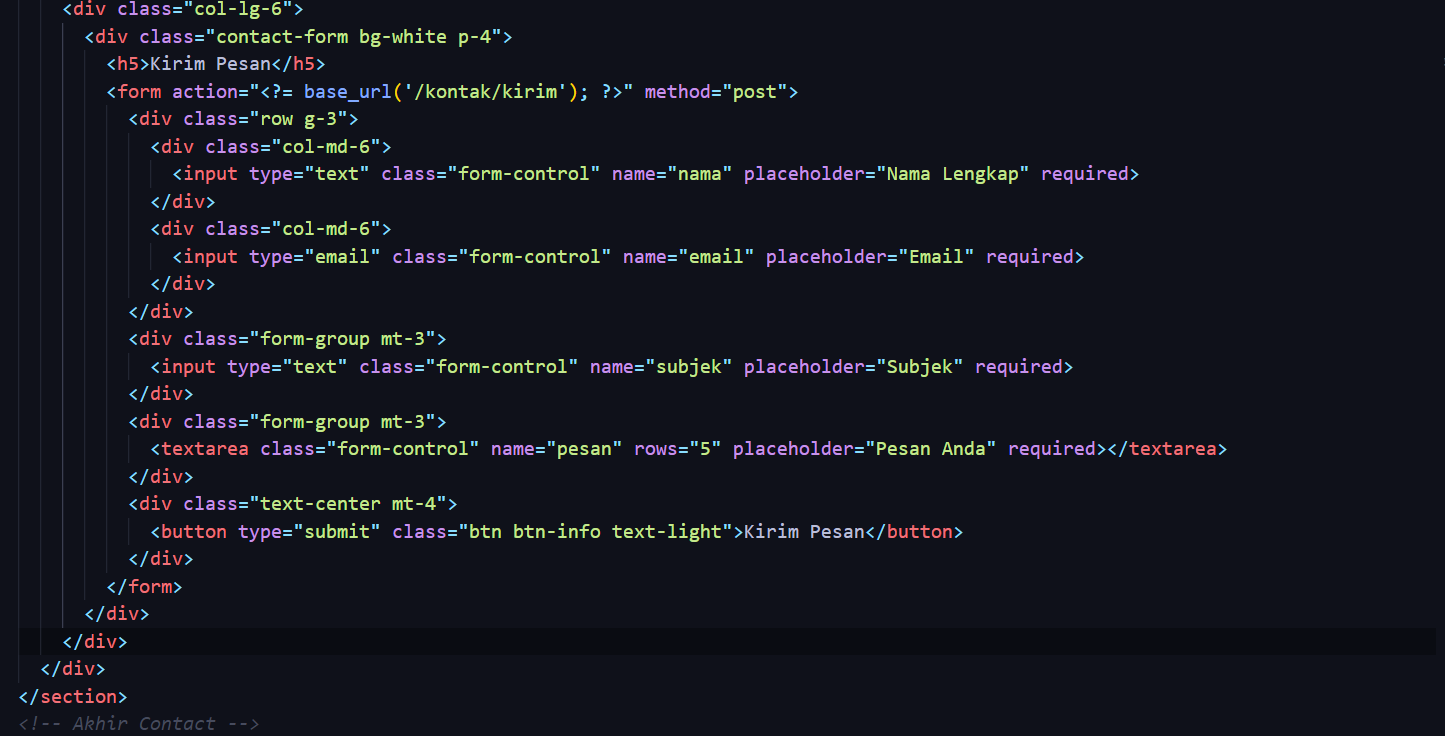 <div class="col-lg-6">
<div class="contact-form bg-white p-4">
<h5>Kirim Pesan</h5>
<form action="<?= base_url('/kontak/kirim'); ?>" method="post">
<div class="row g-3">
<div class="col-md-6">
<input type="text" class="form-control" name="nama" placeholder="Nama Lengkap" required>
</div>
<div class="col-md-6">
<input type="email" class="form-control" name="email" placeholder="Email" required>
</div>
</div>
<div class="form-group mt-3">
<input type="text" class="form-control" name="subjek" placeholder="Subjek" required>
</div>
<div class="form-group mt-3">
<textarea class="form-control" name="pesan" rows="5" placeholder="Pesan Anda" required></textarea>
</div>
<div class="text-center mt-4">
<button type="submit" class="btn btn-info text-light">Kirim Pesan</button>
</div>
</form>
</div>
</div>
</div>
</section>
<!-- Akhir Contact -->